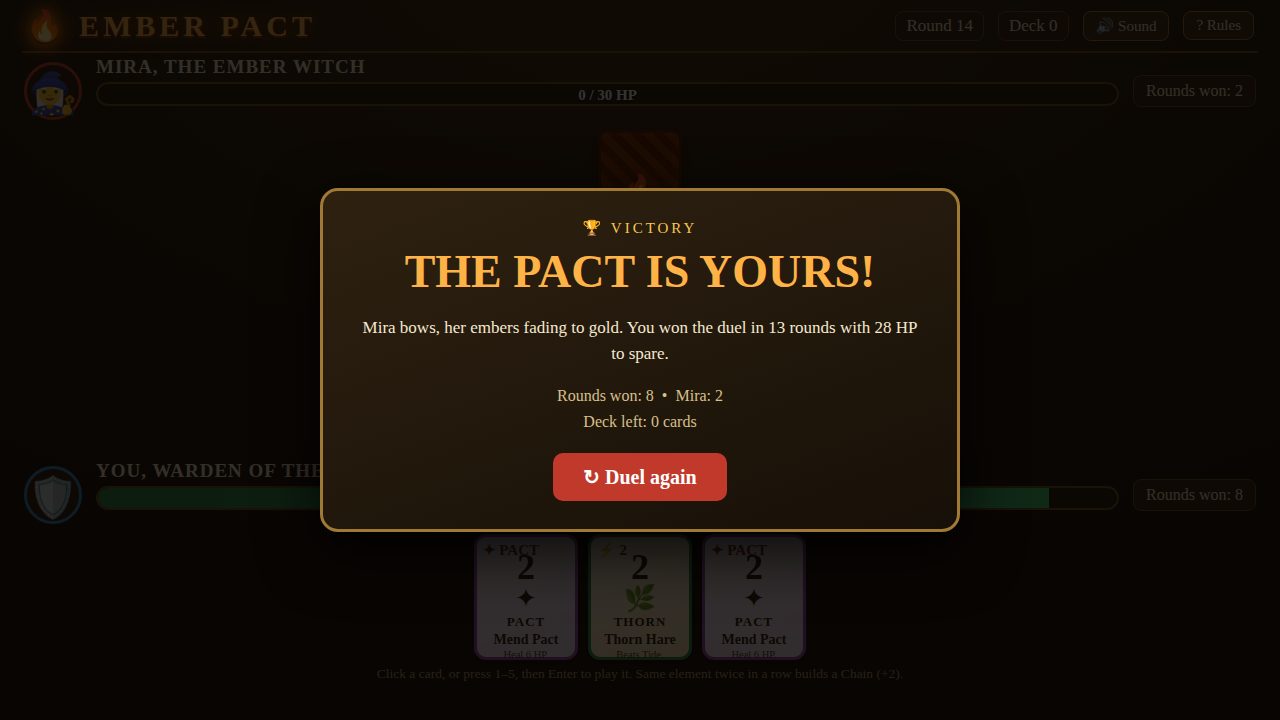 EMBER PACT
Round 14
Deck 0
Sound
? Rules
MIRA, THE EMBER WITCH
0 / 30 HP
Rounds won: 2
VICTORY
THE PACT IS YOURS!
Mira bows, her embers fading to gold. You won the duel in 13 rounds with 28 HP
to spare.
Rounds won: 8 • Mira: 2
Deck left: 0 cards
↻ Duel again
YOU, WARDEN OF THE
Rounds won: 8
✦ PACT
2
✦
PACT
Mend Pact
Heal 6 HP
⚡ 2
2
THORN
Thorn Hare
Beats Tide
✦ PACT
2
✦
PACT
Mend Pact
Heal 6 HP
Click a card, or press 1–5, then Enter to play it. Same element twice in a row builds a Chain (+2).